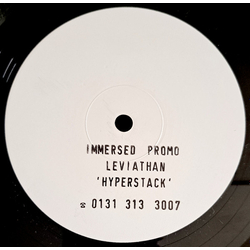 IMMERSED PROMO
LEVIATHAN
'HYPERSTACK'
☎ 0131 313 3007